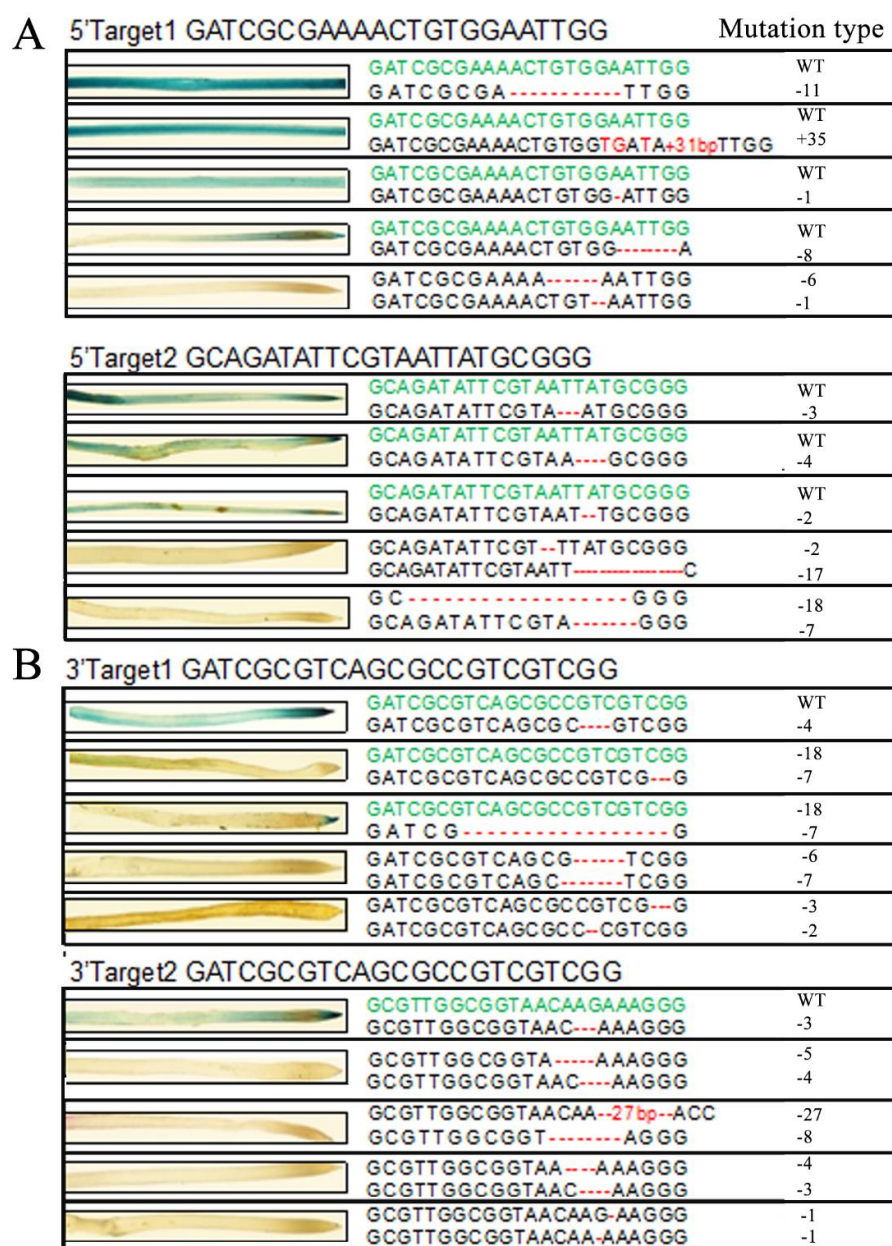 A 5'Target1 GATCGCGAAAACTGTGGAATTGG Mutation type
GATCGCGAAAACTGTGGAATTGG WT
GATCGCGA-----------TTGG -11
GATCGCGAAAACTGTGGAATTGG WT
GATCGCGAAAACTGTGGTGATA+31bpTTGG +35
GATCGCGAAAACTGTGGAATTGG WT
GATCGCGAAAACTGTGG-ATTGG -1
GATCGCGAAAACTGTGGAATTGG WT
GATCGCGAAAACTGTGG--------A -8
GATCGCGAAAA------AATTGG -6
GATCGCGAAAACTGT--AATTGG -1
5'Target2 GCAGATATTCGTAATTATGCGGG
GCAGATATTCGTAATTATGCGGG WT
GCAGATATTCGTA---ATGCGGG -3
GCAGATATTCGTAATTATGCGGG WT
GCAGATATTCGTAA----GCGGG -4
GCAGATATTCGTAATTATGCGGG WT
GCAGATATTCGTAAT--TGCGGG -2
GCAGATATTCGT--TTATGCGGG -2
GCAGATATTCGTAATT-----------------C -17
GC------------------GGG -18
GCAGATATTCGTA-------GGG -7
B 3'Target1 GATCGCGTCAGCGCCGTCGTCGG
GATCGCGTCAGCGCCGTCGTCGG WT
GATCGCGTCAGCGC----GTCGG -4
GATCGCGTCAGCGCCGTCGTCGG -18
GATCGCGTCAGCGCCGTCG---G -7
GATCGCGTCAGCGCCGTCGTCGG -18
GATCG-----------------G -7
GATCGCGTCAGCG------TCGG -6
GATCGCGTCAGC-------TCGG -7
GATCGCGTCAGCGCCGTCG---G -3
GATCGCGTCAGCGCC--CGTCGG -2
3'Target2 GATCGCGTCAGCGCCGTCGTCGG
GCGTTGGCGGTAACAAGAAAGGG WT
GCGTTGGCGGTAAC---AAAGGG -3
GCGTTGGCGGTA-----AAAGGG -5
GCGTTGGCGGTAAC----AAGGG -4
GCGTTGGCGGTAACAA--27bp--ACC -27
GCGTTGGCGGT--------AGGG -8
GCGTTGGCGGTAA----AAAGGG -4
GCGTTGGCGGTAAC----AAGGG -3
GCGTTGGCGGTAACAAG-AAGGG -1
GCGTTGGCGGTAACAA-AAAGGG -1